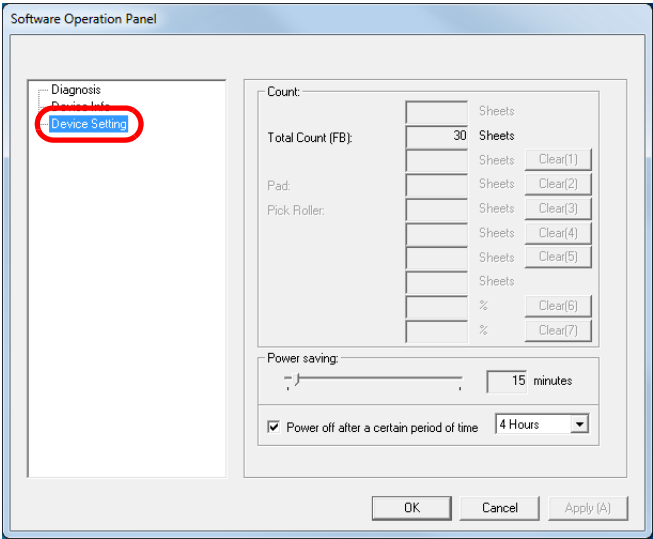 Software Operation Panel
Diagnosis
Device Info
Device Setting
Count:
Sheets
Total Count (FB): 30 Sheets
Sheets Clear(1)
Pad: Sheets Clear(2)
Pick Roller: Sheets Clear(3)
Sheets Clear(4)
Sheets Clear(5)
Sheets
% Clear(6)
% Clear(7)
Power saving:
15 minutes
Power off after a certain period of time 4 Hours
OK Cancel Apply (A)